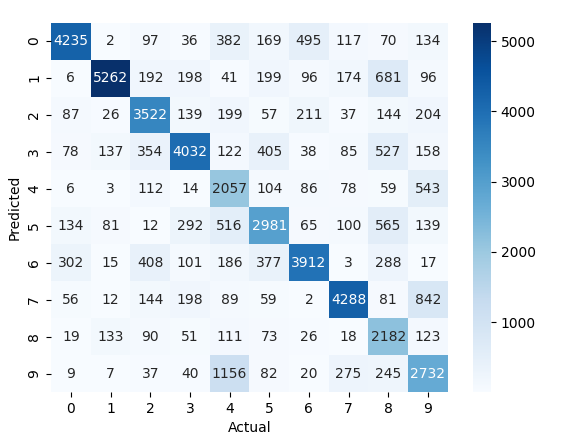 0 4235 2 97 36 382 169 495 117 70 134
1 6 5262 192 198 41 199 96 174 681 96
2 87 26 3522 139 199 57 211 37 144 204
3 78 137 354 4032 122 405 38 85 527 158
4 6 3 112 14 2057 104 86 78 59 543
5 134 81 12 292 516 2981 65 100 565 139
6 302 15 408 101 186 377 3912 3 288 17
7 56 12 144 198 89 59 2 4288 81 842
8 19 133 90 51 111 73 26 18 2182 123
9 9 7 37 40 1156 82 20 275 245 2732
0 1 2 3 4 5 6 7 8 9
Actual
Predicted
5000
4000
3000
2000
1000